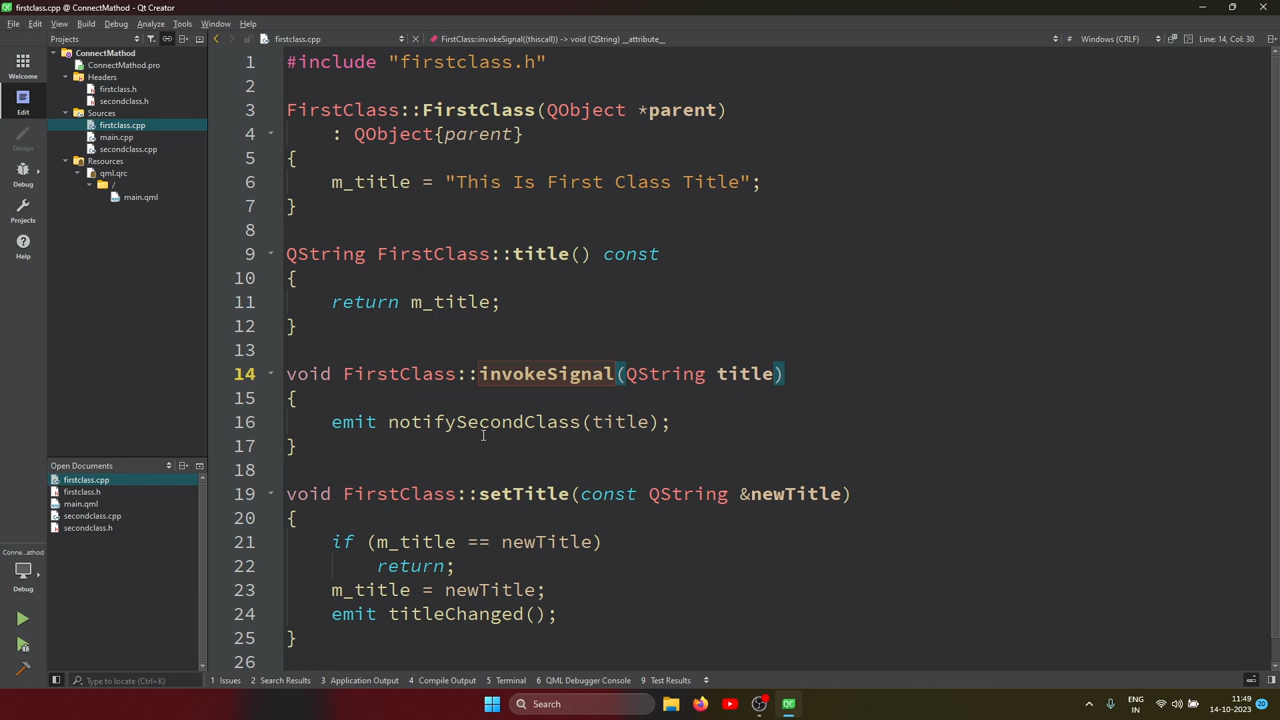 firstclass.cpp @ ConnectMathod - Qt Creator
File Edit View Build Debug Analyze Tools Window Help
Projects
firstclass.cpp
FirstClass::invokeSignal((thiscall)) -> void (QString) __attribute__
#
Windows (CRLF)
Line: 14, Col: 30
Welcome
Edit
Design
Debug
Projects
Help
ConnectMathod
ConnectMathod.pro
Headers
firstclass.h
secondclass.h
Sources
firstclass.cpp
main.cpp
secondclass.cpp
Resources
qml.qrc
/
main.qml
Open Documents
firstclass.cpp
firstclass.h
main.qml
secondclass.cpp
secondclass.h
Conne...athod
Debug
1 #include "firstclass.h"
2
3 FirstClass::FirstClass(QObject *parent)
4     : QObject{parent}
5 {
6     m_title = "This Is First Class Title";
7 }
8
9 QString FirstClass::title() const
10 {
11     return m_title;
12 }
13
14 void FirstClass::invokeSignal(QString title)
15 {
16     emit notifySecondClass(title);
17 }
18
19 void FirstClass::setTitle(const QString &newTitle)
20 {
21     if (m_title == newTitle)
22         return;
23     m_title = newTitle;
24     emit titleChanged();
25 }
26
Type to locate (Ctrl+K)
1 Issues 2 Search Results 3 Application Output 4 Compile Output 5 Terminal 6 QML Debugger Console 9 Test Results
Search
ENG
IN
11:49
14-10-2023
20